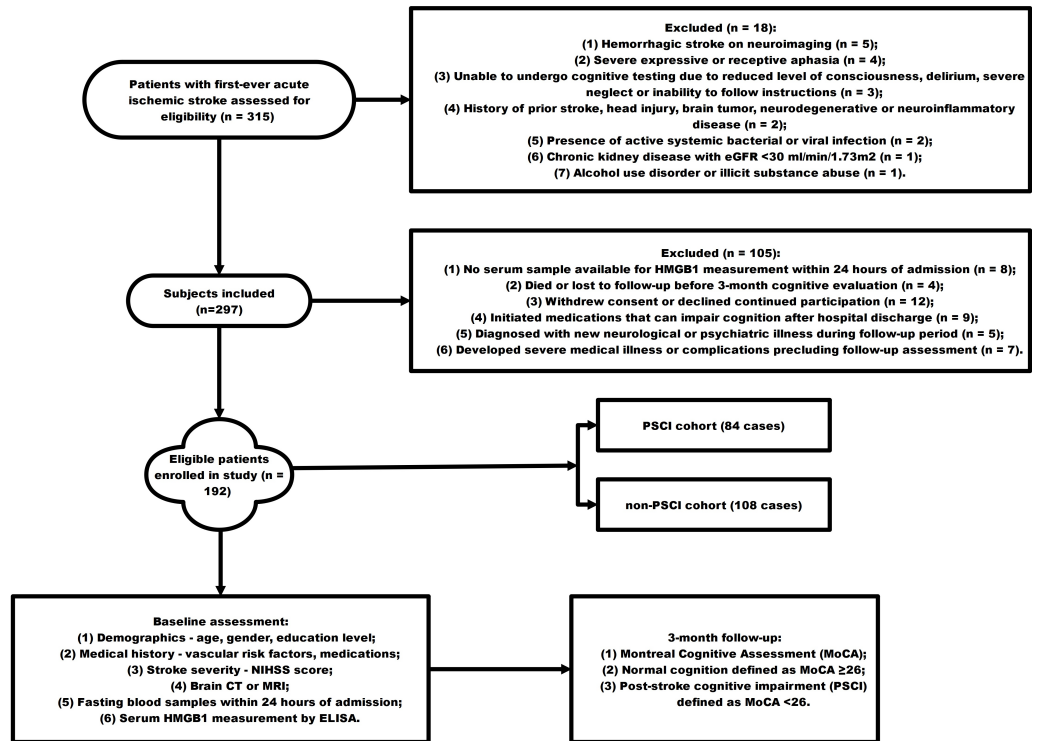 Patients with first-ever acute
ischemic stroke assessed for
eligibility (n = 315)
Excluded (n = 18):
(1) Hemorrhagic stroke on neuroimaging (n = 5);
(2) Severe expressive or receptive aphasia (n = 4);
(3) Unable to undergo cognitive testing due to reduced level of consciousness, delirium, severe
neglect or inability to follow instructions (n = 3);
(4) History of prior stroke, head injury, brain tumor, neurodegenerative or neuroinflammatory
disease (n = 2);
(5) Presence of active systemic bacterial or viral infection (n = 2);
(6) Chronic kidney disease with eGFR <30 ml/min/1.73m2 (n = 1);
(7) Alcohol use disorder or illicit substance abuse (n = 1).
Subjects included
(n=297)
Excluded (n = 105):
(1) No serum sample available for HMGB1 measurement within 24 hours of admission (n = 8);
(2) Died or lost to follow-up before 3-month cognitive evaluation (n = 4);
(3) Withdrew consent or declined continued participation (n = 12);
(4) Initiated medications that can impair cognition after hospital discharge (n = 9);
(5) Diagnosed with new neurological or psychiatric illness during follow-up period (n = 5);
(6) Developed severe medical illness or complications precluding follow-up assessment (n = 7).
Eligible patients
enrolled in study (n =
192)
PSCI cohort (84 cases)
non-PSCI cohort (108 cases)
Baseline assessment:
(1) Demographics - age, gender, education level;
(2) Medical history - vascular risk factors, medications;
(3) Stroke severity - NIHSS score;
(4) Brain CT or MRI;
(5) Fasting blood samples within 24 hours of admission;
(6) Serum HMGB1 measurement by ELISA.
3-month follow-up:
(1) Montreal Cognitive Assessment (MoCA);
(2) Normal cognition defined as MoCA ≥26;
(3) Post-stroke cognitive impairment (PSCI)
defined as MoCA <26.